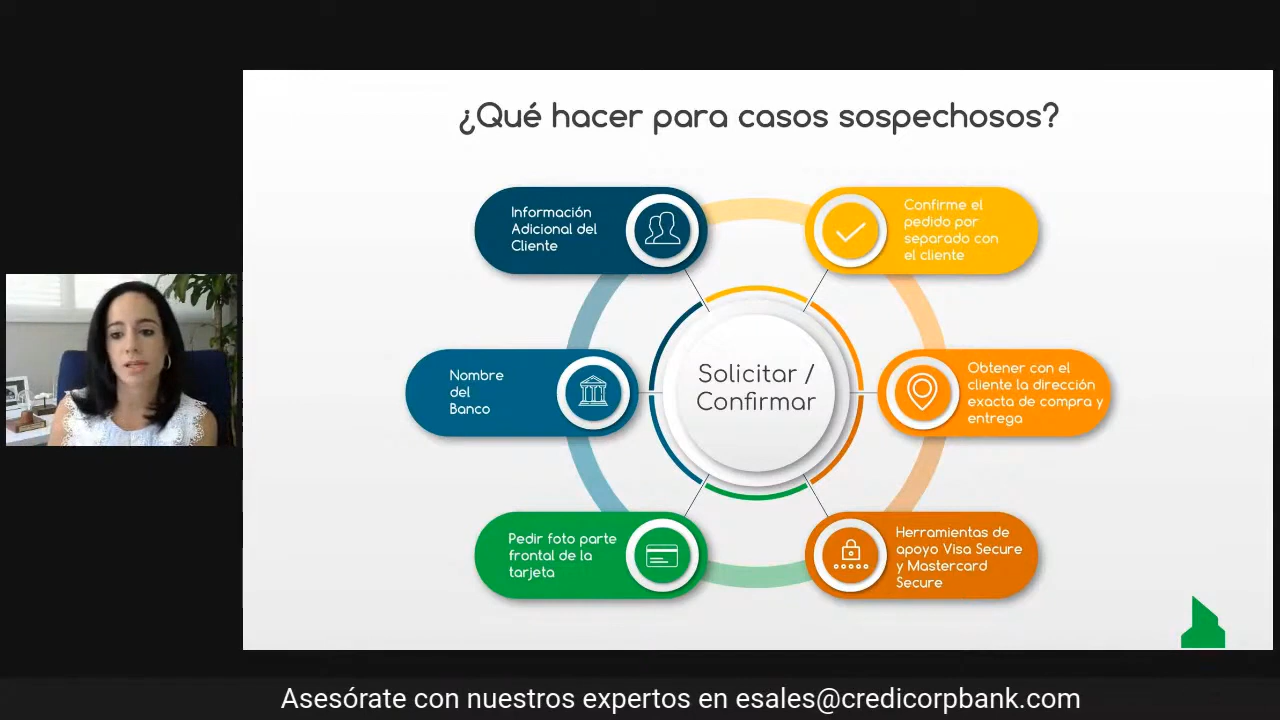 ¿Qué hacer para casos sospechosos?
Información
Adicional del
Cliente
Confirme el
pedido por
separado con
el cliente
Nombre
del
Banco
Solicitar /
Confirmar
Obtener con el
cliente la dirección
exacta de compra y
entrega
Pedir foto parte
frontal de la
tarjeta
Herramientas de
apoyo Visa Secure
y Mastercard
Secure
Asesórate con nuestros expertos en esales@credicorpbank.com